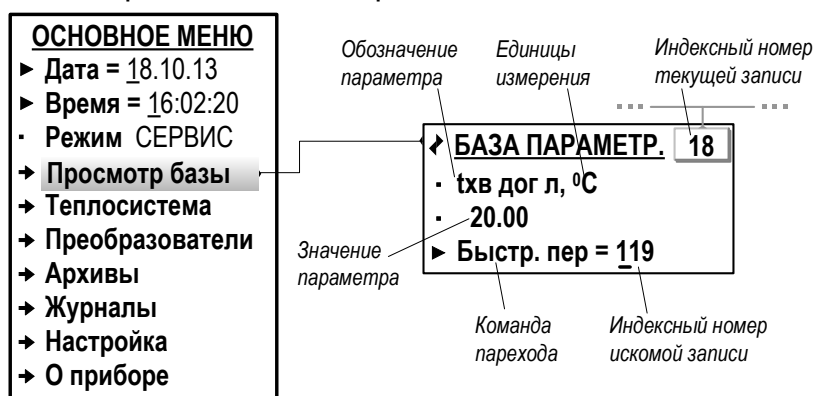 ОСНОВНОЕ МЕНЮ
Дата = 18.10.13
Время = 16:02:20
Режим СЕРВИС
Просмотр базы
Теплосистема
Преобразователи
Архивы
Журналы
Настройка
О приборе
Обозначение
параметра
Единицы
измерения
Индексный номер
текущей записи
БАЗА ПАРАМЕТР. 18
tхв дог л, ⁰С
20.00
Быстр. пер = 119
Значение
параметра
Команда
парехода
Индексный номер
искомой записи